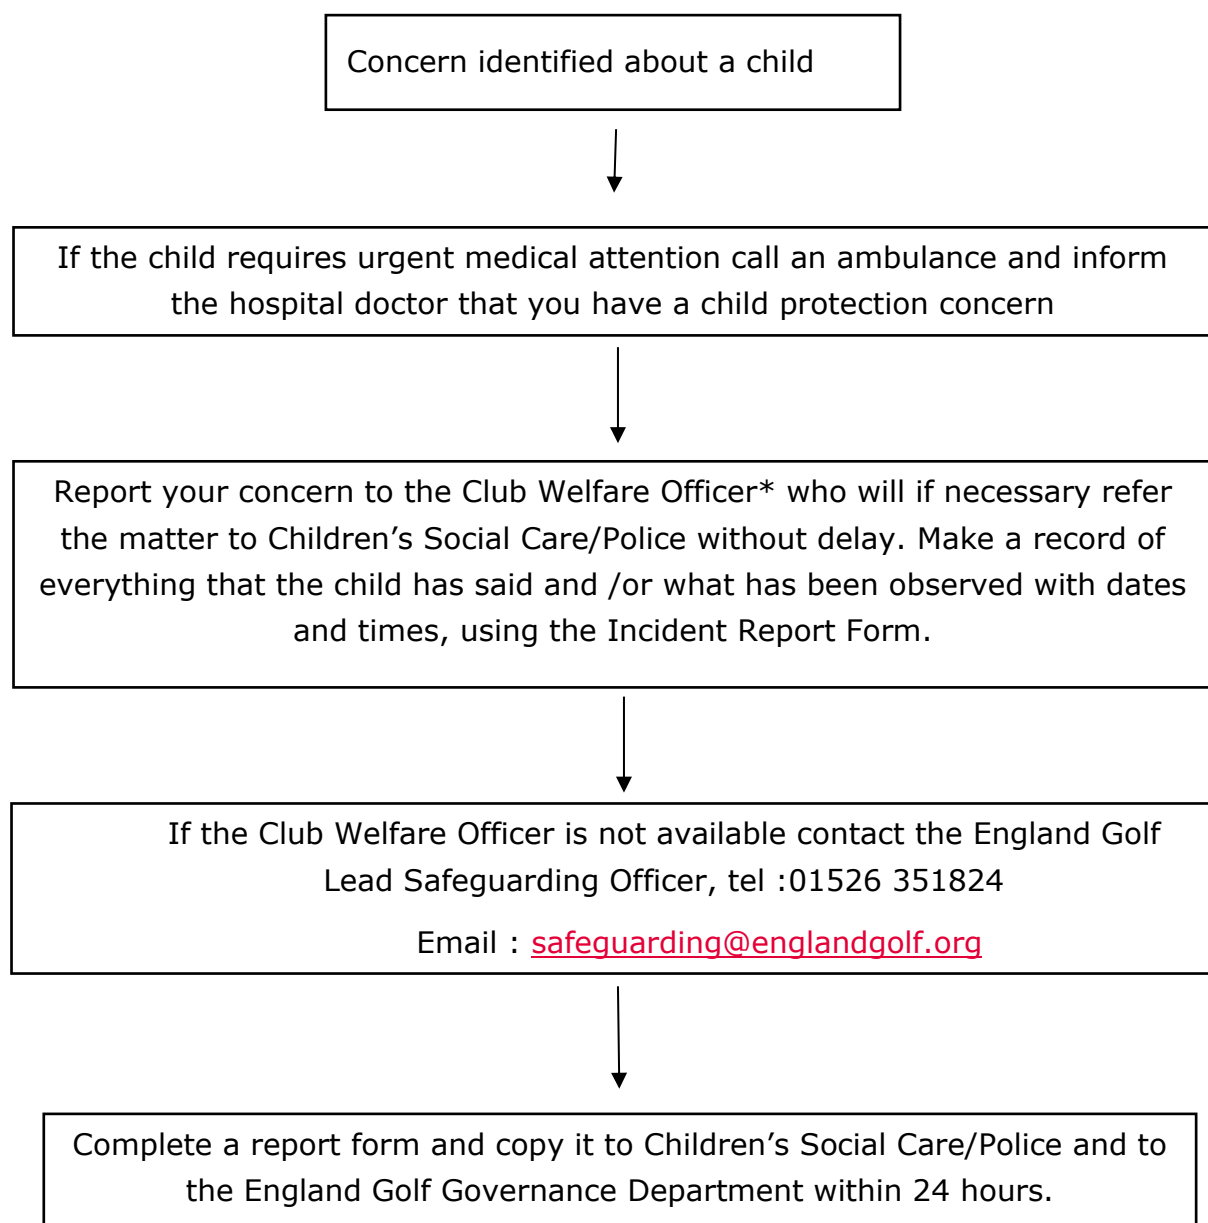 Concern identified about a child
If the child requires urgent medical attention call an ambulance and inform
the hospital doctor that you have a child protection concern
Report your concern to the Club Welfare Officer* who will if necessary refer
the matter to Children’s Social Care/Police without delay. Make a record of
everything that the child has said and /or what has been observed with dates
and times, using the Incident Report Form.
If the Club Welfare Officer is not available contact the England Golf
Lead Safeguarding Officer, tel :01526 351824
Email : safeguarding@englandgolf.org
Complete a report form and copy it to Children’s Social Care/Police and to
the England Golf Governance Department within 24 hours.